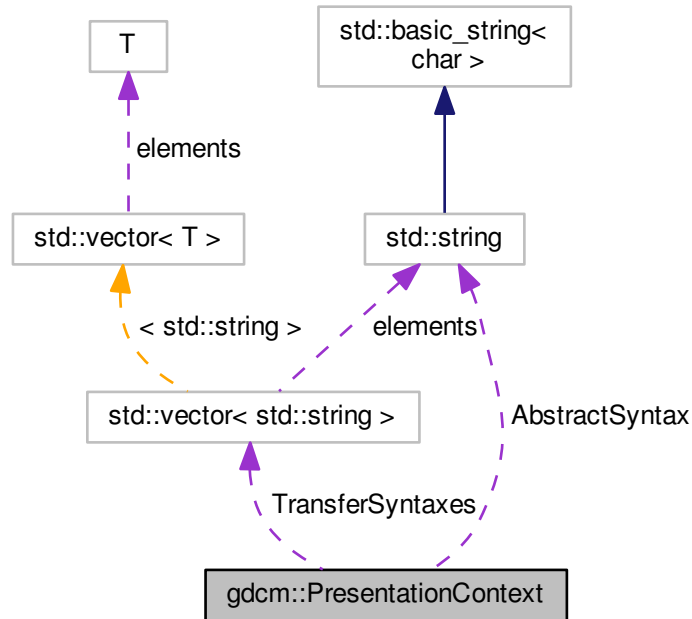 T
std::basic_string<
char >
elements
std::vector< T >
std::string
< std::string >
elements
std::vector< std::string >
AbstractSyntax
TransferSyntaxes
gdcm::PresentationContext